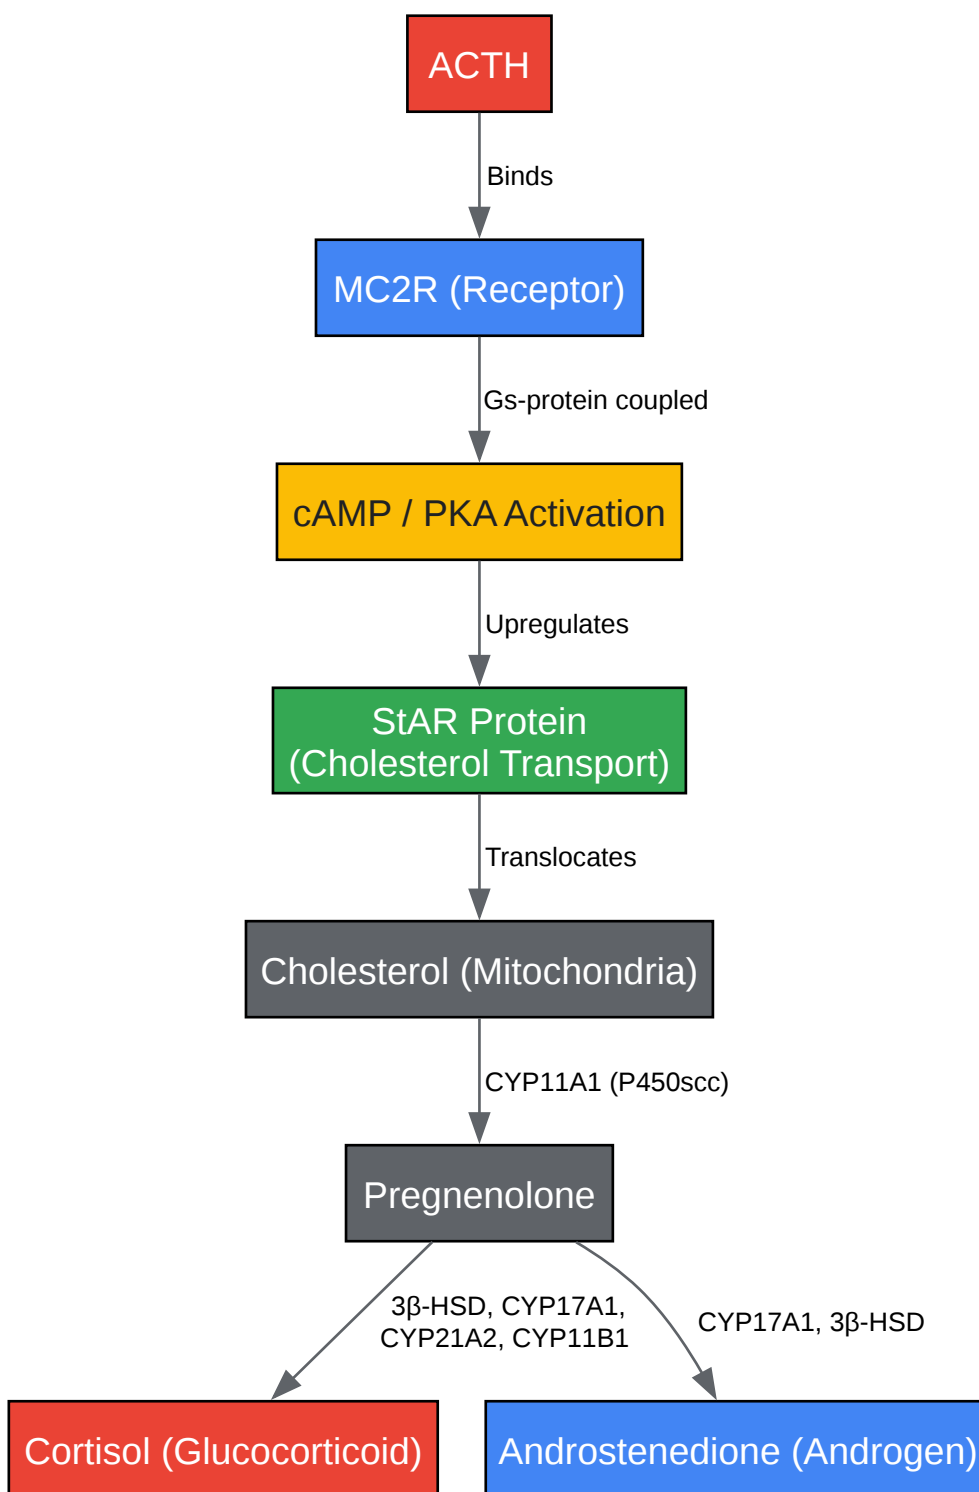 ACTH
Binds
MC2R (Receptor)
Gs-protein coupled
cAMP / PKA Activation
Upregulates
StAR Protein
(Cholesterol Transport)
Translocates
Cholesterol (Mitochondria)
CYP11A1 (P450scc)
Pregnenolone
3β-HSD, CYP17A1,
CYP21A2, CYP11B1
CYP17A1, 3β-HSD
Cortisol (Glucocorticoid)
Androstenedione (Androgen)